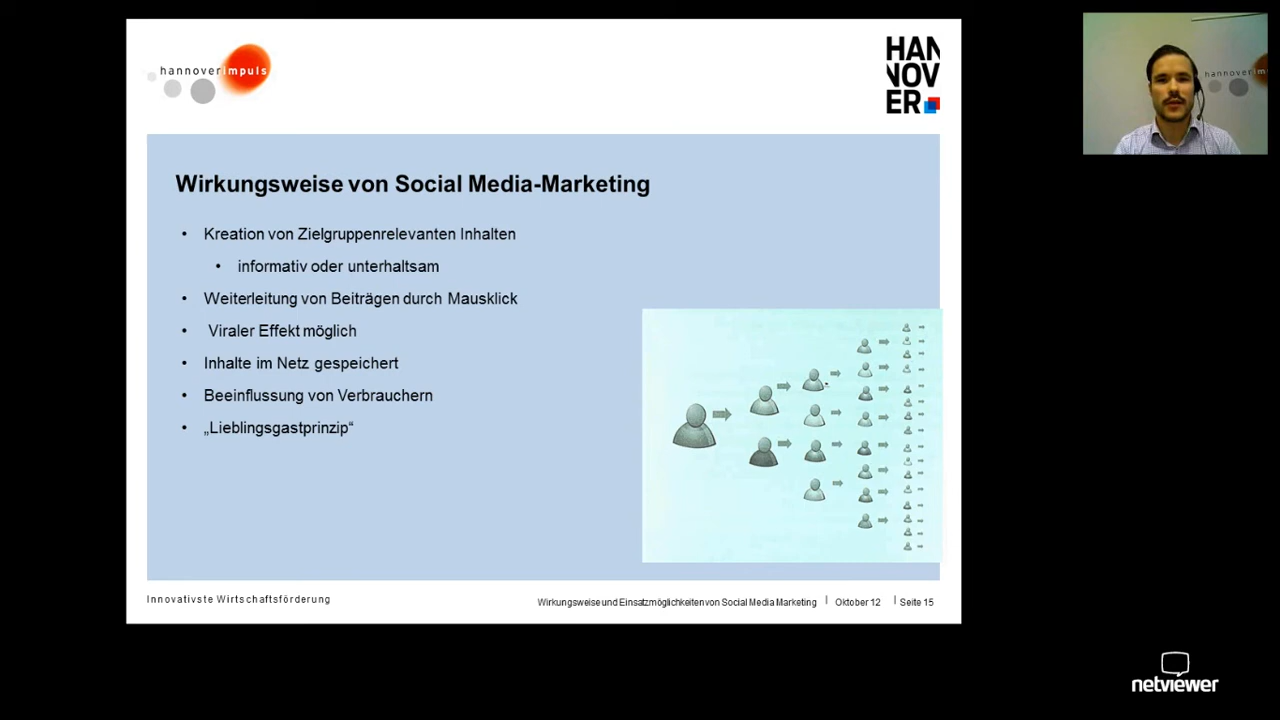 hannoverimpuls
HAN
NOV
ER
hannoverim
Wirkungsweise von Social Media-Marketing
• Kreation von Zielgruppenrelevanten Inhalten
• informativ oder unterhaltsam
• Weiterleitung von Beiträgen durch Mausklick
• Viraler Effekt möglich
• Inhalte im Netz gespeichert
• Beeinflussung von Verbrauchern
• „Lieblingsgastprinzip“
Innovativste Wirtschaftsförderung
Wirkungsweise und Einsatzmöglichkeiten von Social Media Marketing | Oktober 12 | Seite 15
netviewer